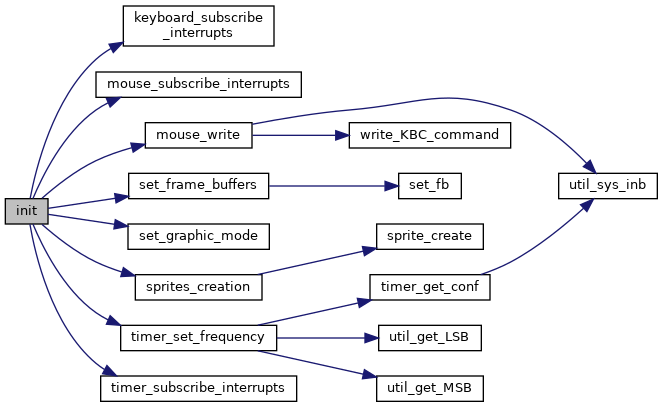 keyboard_subscribe
_interrupts
mouse_subscribe_interrupts
mouse_write
write_KBC_command
set_frame_buffers
set_fb
util_sys_inb
init
set_graphic_mode
sprite_create
sprites_creation
timer_get_conf
timer_set_frequency
util_get_LSB
timer_subscribe_interrupts
util_get_MSB